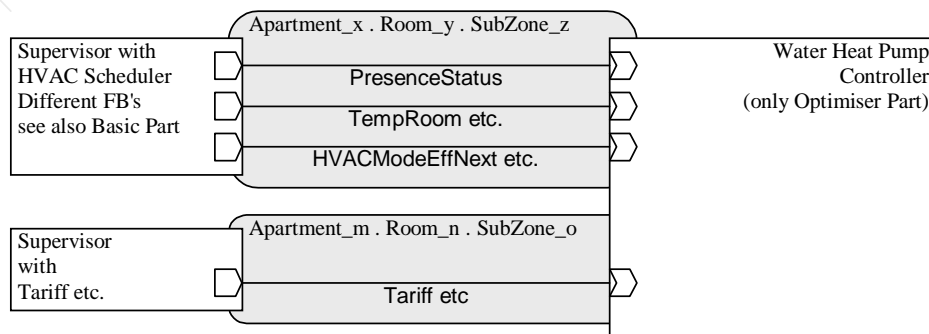 Apartment_x . Room_y . SubZone_z
Supervisor with
HVAC Scheduler
Different FB's
see also Basic Part
PresenceStatus
TempRoom etc.
HVACModeEffNext etc.
Water Heat Pump
Controller
(only Optimiser Part)
Apartment_m . Room_n . SubZone_o
Supervisor
with
Tariff etc.
Tariff etc